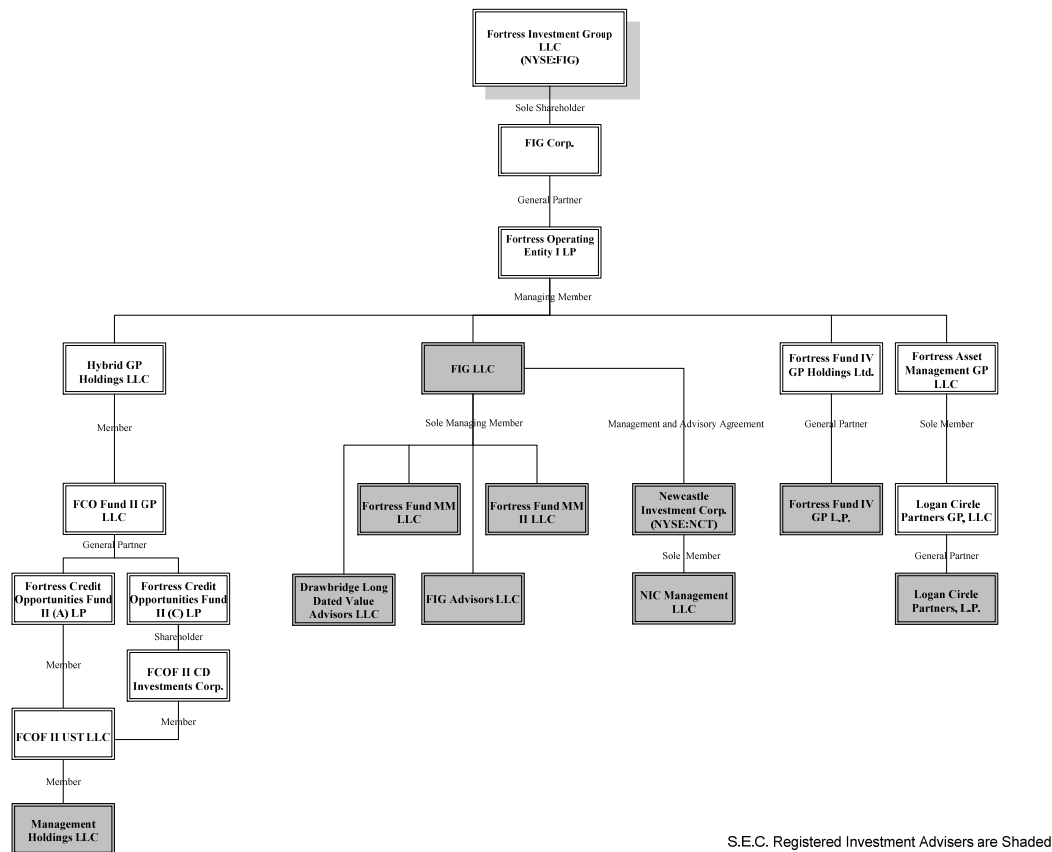 Fortress Investment Group
LLC
(NYSE:FIG)
Sole Shareholder
FIG Corp.
General Partner
Fortress Operating
Entity I LP
Managing Member
Hybrid GP
Holdings LLC
FIG LLC
Fortress Fund IV
GP Holdings Ltd.
Fortress Asset
Management GP
LLC
Member
Sole Managing Member
Management and Advisory Agreement
General Partner
Sole Member
FCO Fund II GP
LLC
Fortress Fund MM
LLC
Fortress Fund MM
II LLC
Newcastle
Investment Corp.
(NYSE:NCT)
Fortress Fund IV
GP L.P.
Logan Circle
Partners GP, LLC
General Partner
Sole Member
General Partner
Fortress Credit
Opportunities Fund
II (A) LP
Fortress Credit
Opportunities Fund
II (C) LP
Drawbridge Long
Dated Value
Advisors LLC
FIG Advisors LLC
NIC Management
LLC
Logan Circle
Partners, L.P.
Shareholder
Member
FCOF II CD
Investments Corp.
Member
FCOF II UST LLC
Member
Management
Holdings LLC
S.E.C. Registered Investment Advisers are Shaded